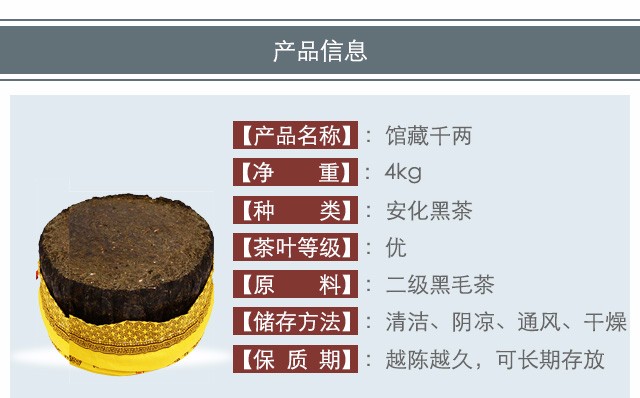 产品信息
【产品名称】：馆藏千两
【净 重】：4kg
【种 类】：安化黑茶
【茶叶等级】：优
【原 料】：二级黑毛茶
【储存方法】：清洁、阴凉、通风、干燥
【保 质 期】：越陈越久，可长期存放